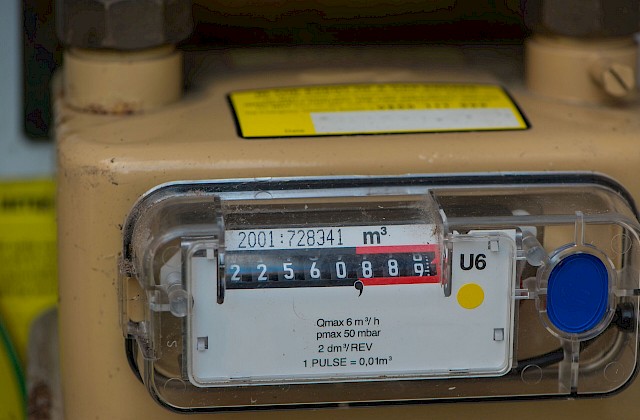 2001:728341 m³
22560889
U6
,
Qmax 6 m³/h
pmax 50 mbar
2 dm³/REV
1 PULSE = 0,01m³